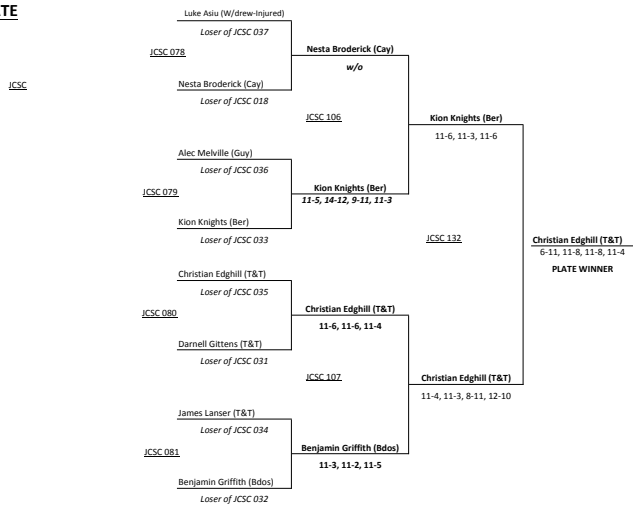 TE
Luke Asiu (W/drew-Injured)
Loser of JCSC 037
JCSC 078
Nesta Broderick (Cay)
w/o
JCSC
Nesta Broderick (Cay)
Loser of JCSC 018
JCSC 106
Kion Knights (Ber)
11-6, 11-3, 11-6
Alec Melville (Guy)
Loser of JCSC 036
JCSC 079
Kion Knights (Ber)
11-5, 14-12, 9-11, 11-3
Kion Knights (Ber)
Loser of JCSC 033
JCSC 132
Christian Edghill (T&T)
6-11, 11-8, 11-8, 11-4
PLATE WINNER
Christian Edghill (T&T)
Loser of JCSC 035
JCSC 080
Christian Edghill (T&T)
11-6, 11-6, 11-4
Darnell Gittens (T&T)
Loser of JCSC 031
JCSC 107
Christian Edghill (T&T)
11-4, 11-3, 8-11, 12-10
James Lanser (T&T)
Loser of JCSC 034
JCSC 081
Benjamin Griffith (Bdos)
11-3, 11-2, 11-5
Benjamin Griffith (Bdos)
Loser of JCSC 032